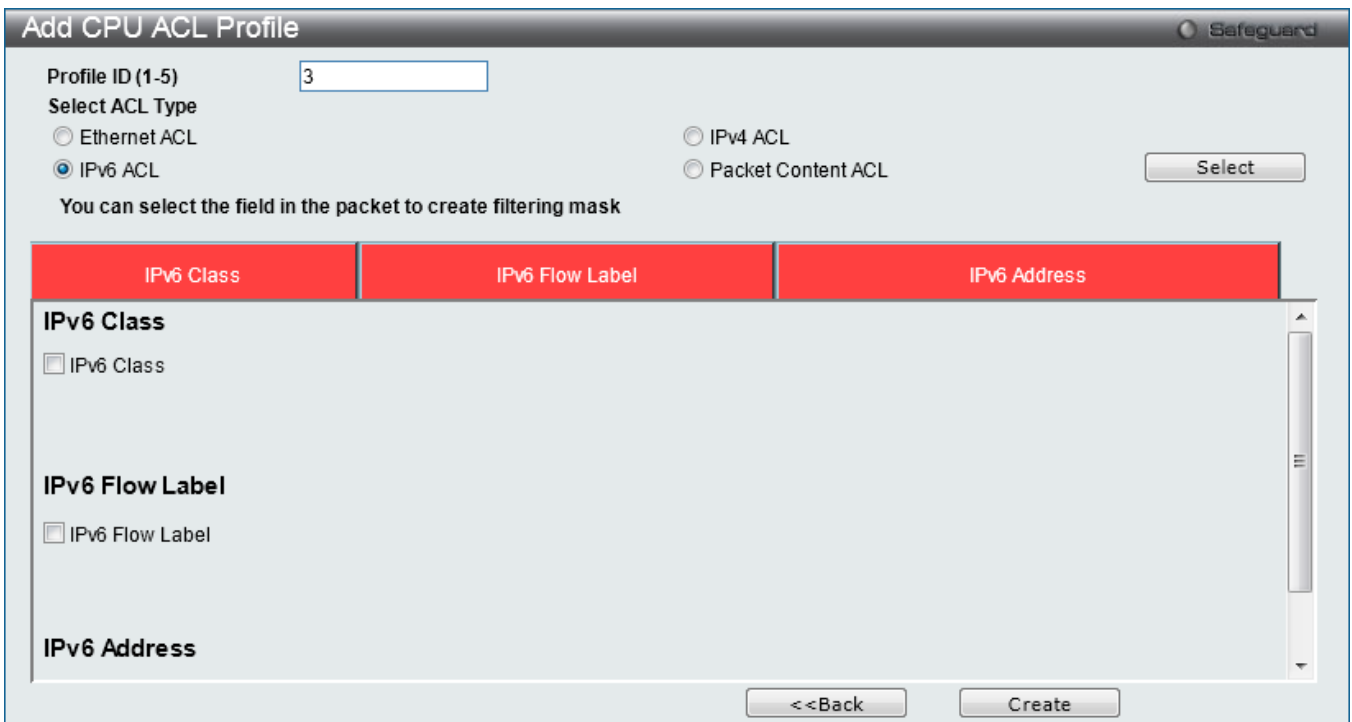 Add CPU ACL Profile
Safeguard
Profile ID (1-5)
3
Select ACL Type
Ethernet ACL
IPv4 ACL
IPv6 ACL
Packet Content ACL
Select
You can select the field in the packet to create filtering mask
IPv6 Class
IPv6 Flow Label
IPv6 Address
IPv6 Class
IPv6 Class
IPv6 Flow Label
IPv6 Flow Label
IPv6 Address
<<Back
Create